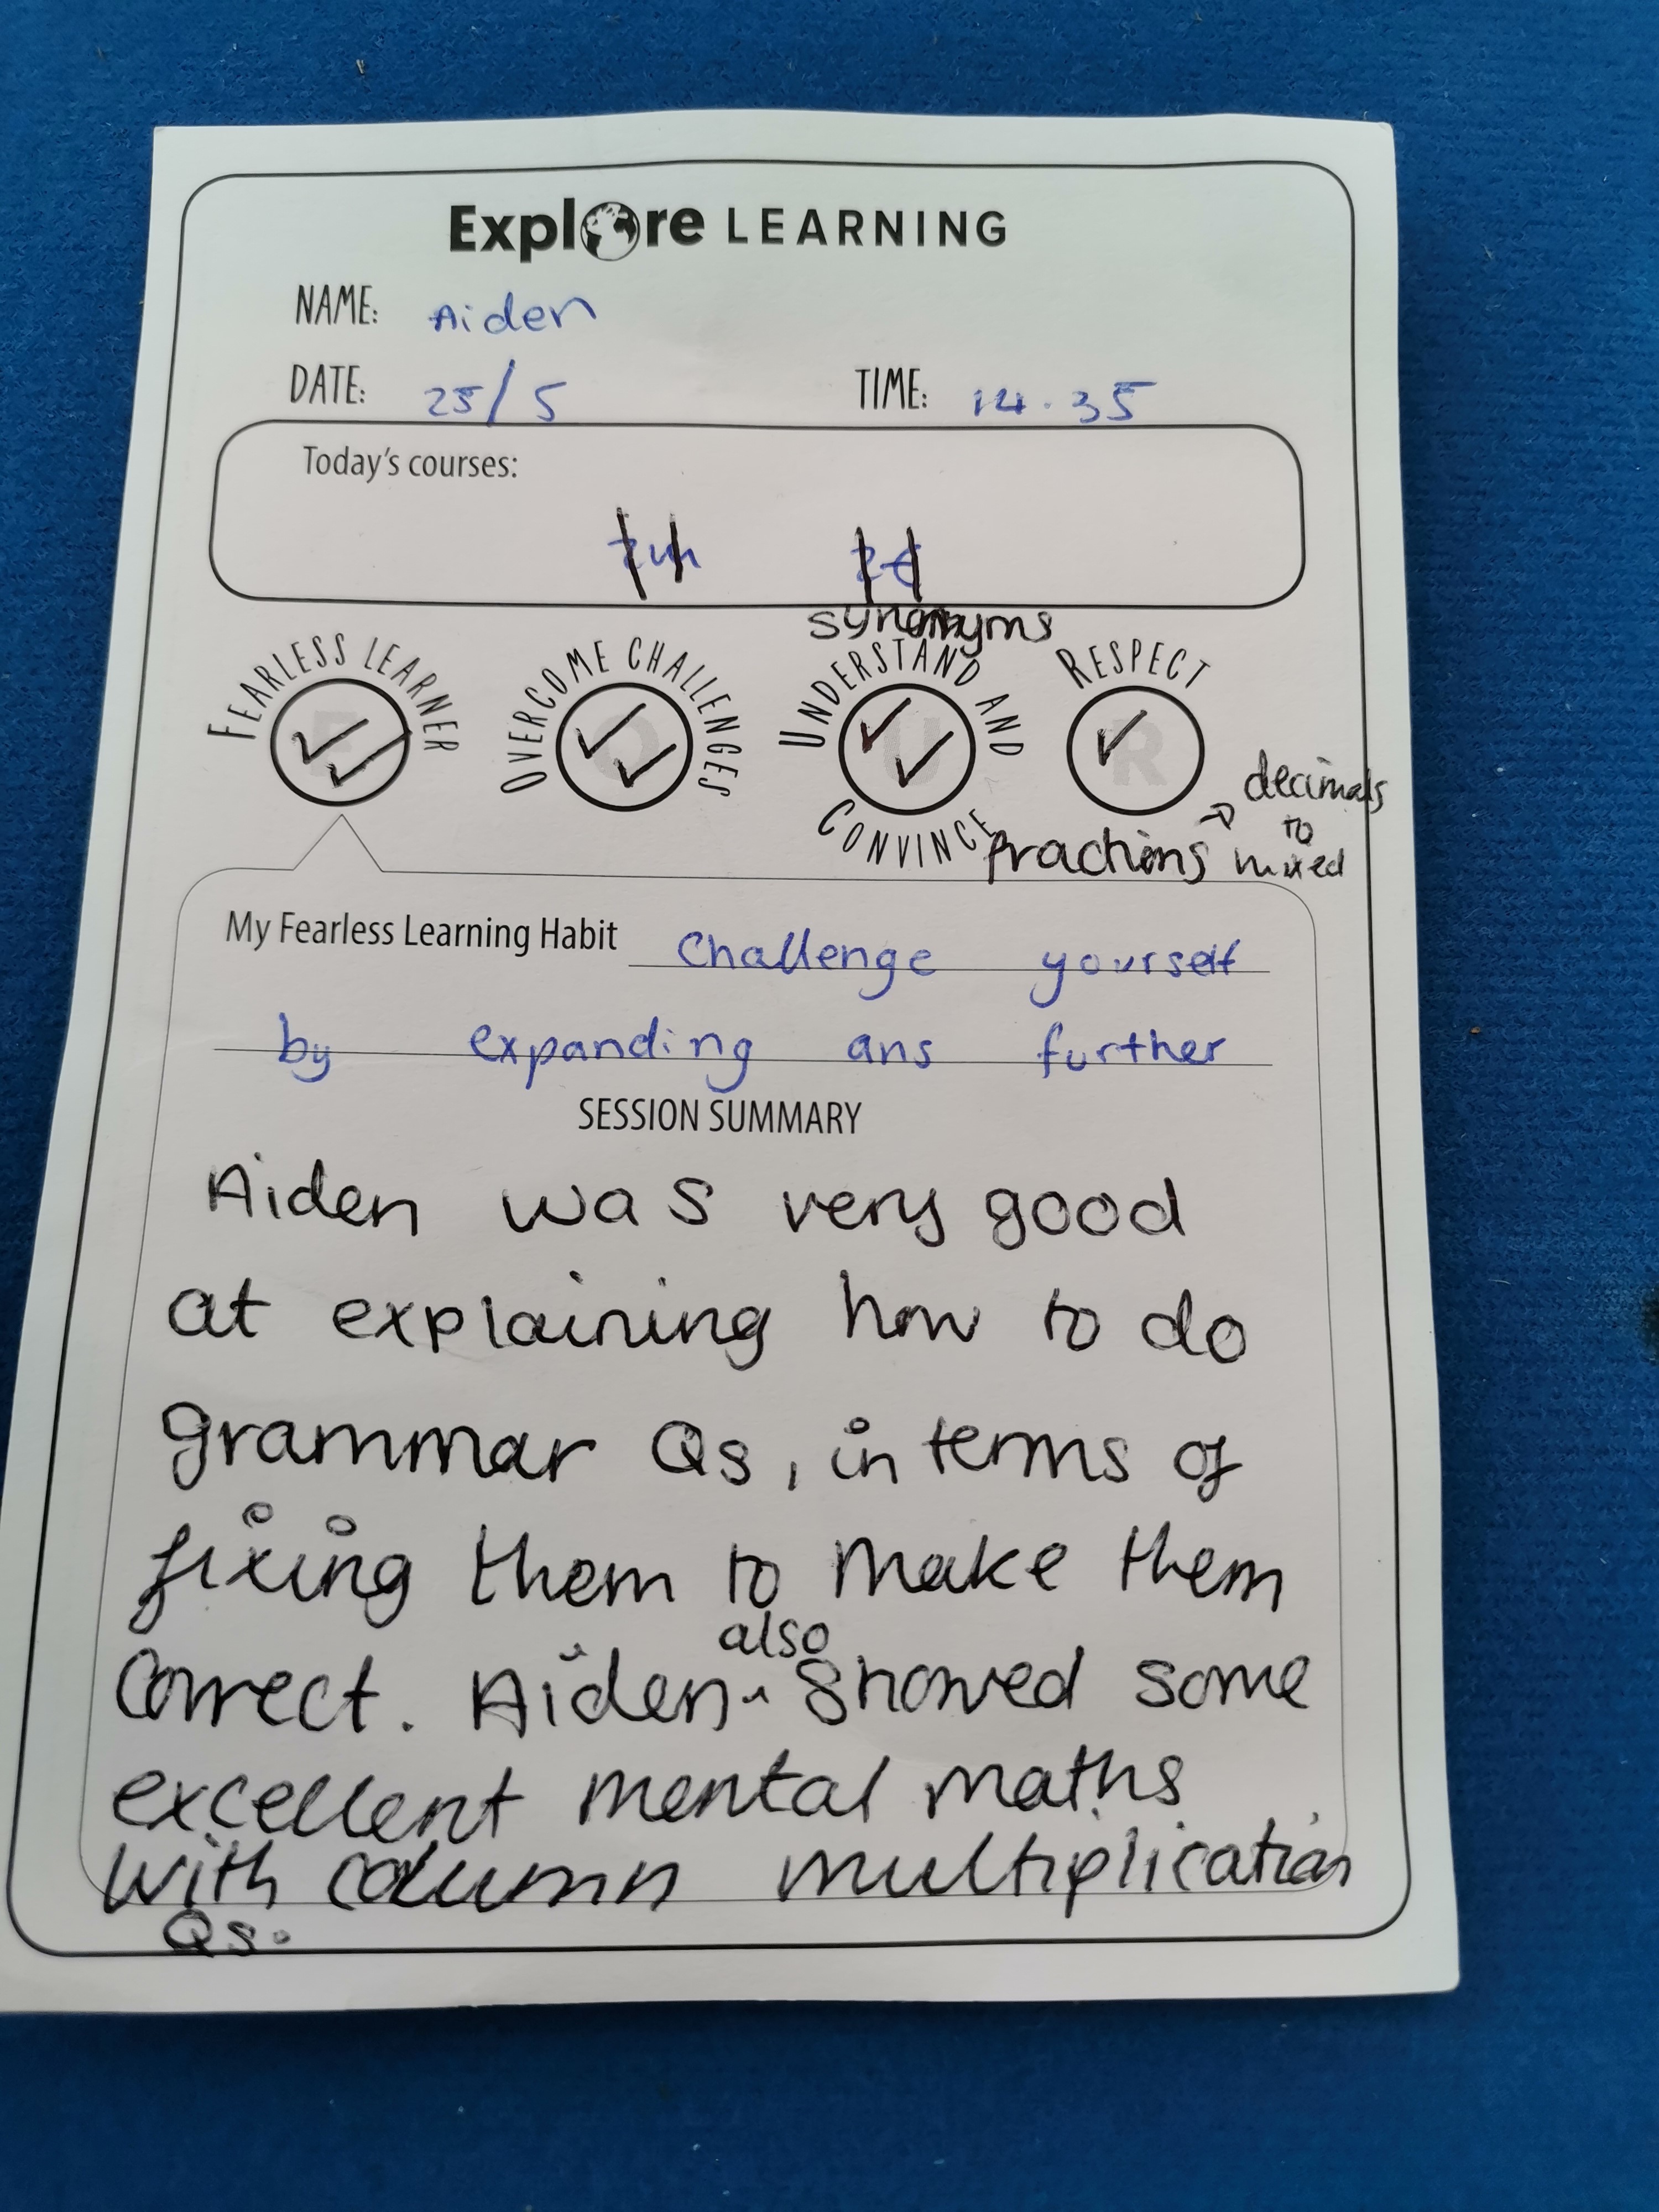 Explore LEARNING
NAME: Aiden
DATE: 25/5 TIME: 14.35
Today's courses:
synonyms
FEARLESS LEARNER OVERCOME CHALLENGES UNDERSTAND AND CONVINCE RESPECT
F O U R
fractions → decimals to mixed
My Fearless Learning Habit Challenge yourself
by expanding ans further
SESSION SUMMARY
Aiden was very good
at explaining how to do
grammar Qs, in terms of
fixing them to make them
correct. Aiden ^ also showed some
excellent mental maths
with column multiplication
Qs.